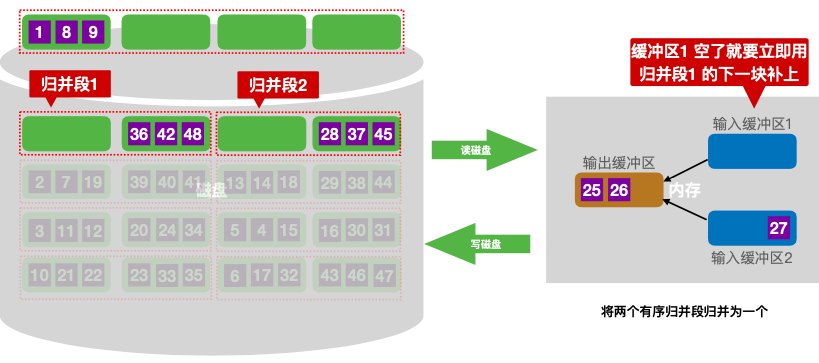 1 8 9
缓冲区1 空了就要立即用
归并段1 的下一块补上
归并段1
归并段2
36 42 48
28 37 45
读磁盘
输入缓冲区1
输出缓冲区
25 26
内存
2 7 19
39 40 41
磁盘
13 14 18
29 38 44
3 11 12
20 24 34
5 4 15
16 30 31
写磁盘
27
输入缓冲区2
10 21 22
23 33 35
6 17 32
43 46 47
将两个有序归并段归并为一个